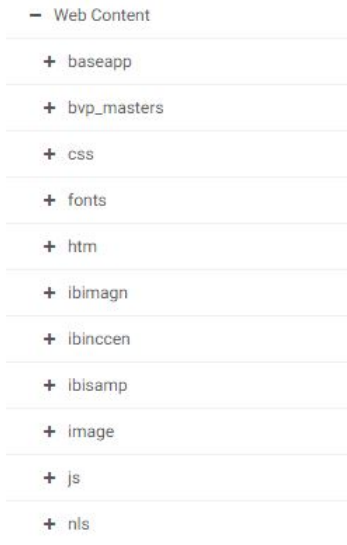 − Web Content
+ baseapp
+ bvp_masters
+ css
+ fonts
+ htm
+ ibimagn
+ ibinccen
+ ibisamp
+ image
+ js
+ nls